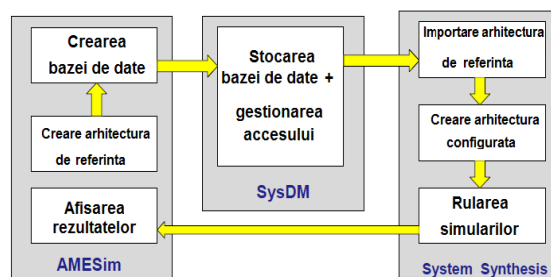 Crearea
bazei de date
Creare arhitectura
de referinta
Afisarea
rezultatelor
AMESim
Stocarea
bazei de date +
gestionarea
accesului
SysDM
Importare arhitectura
de referinta
Creare arhitectura
configurata
Rularea
simularilor
System Synthesis